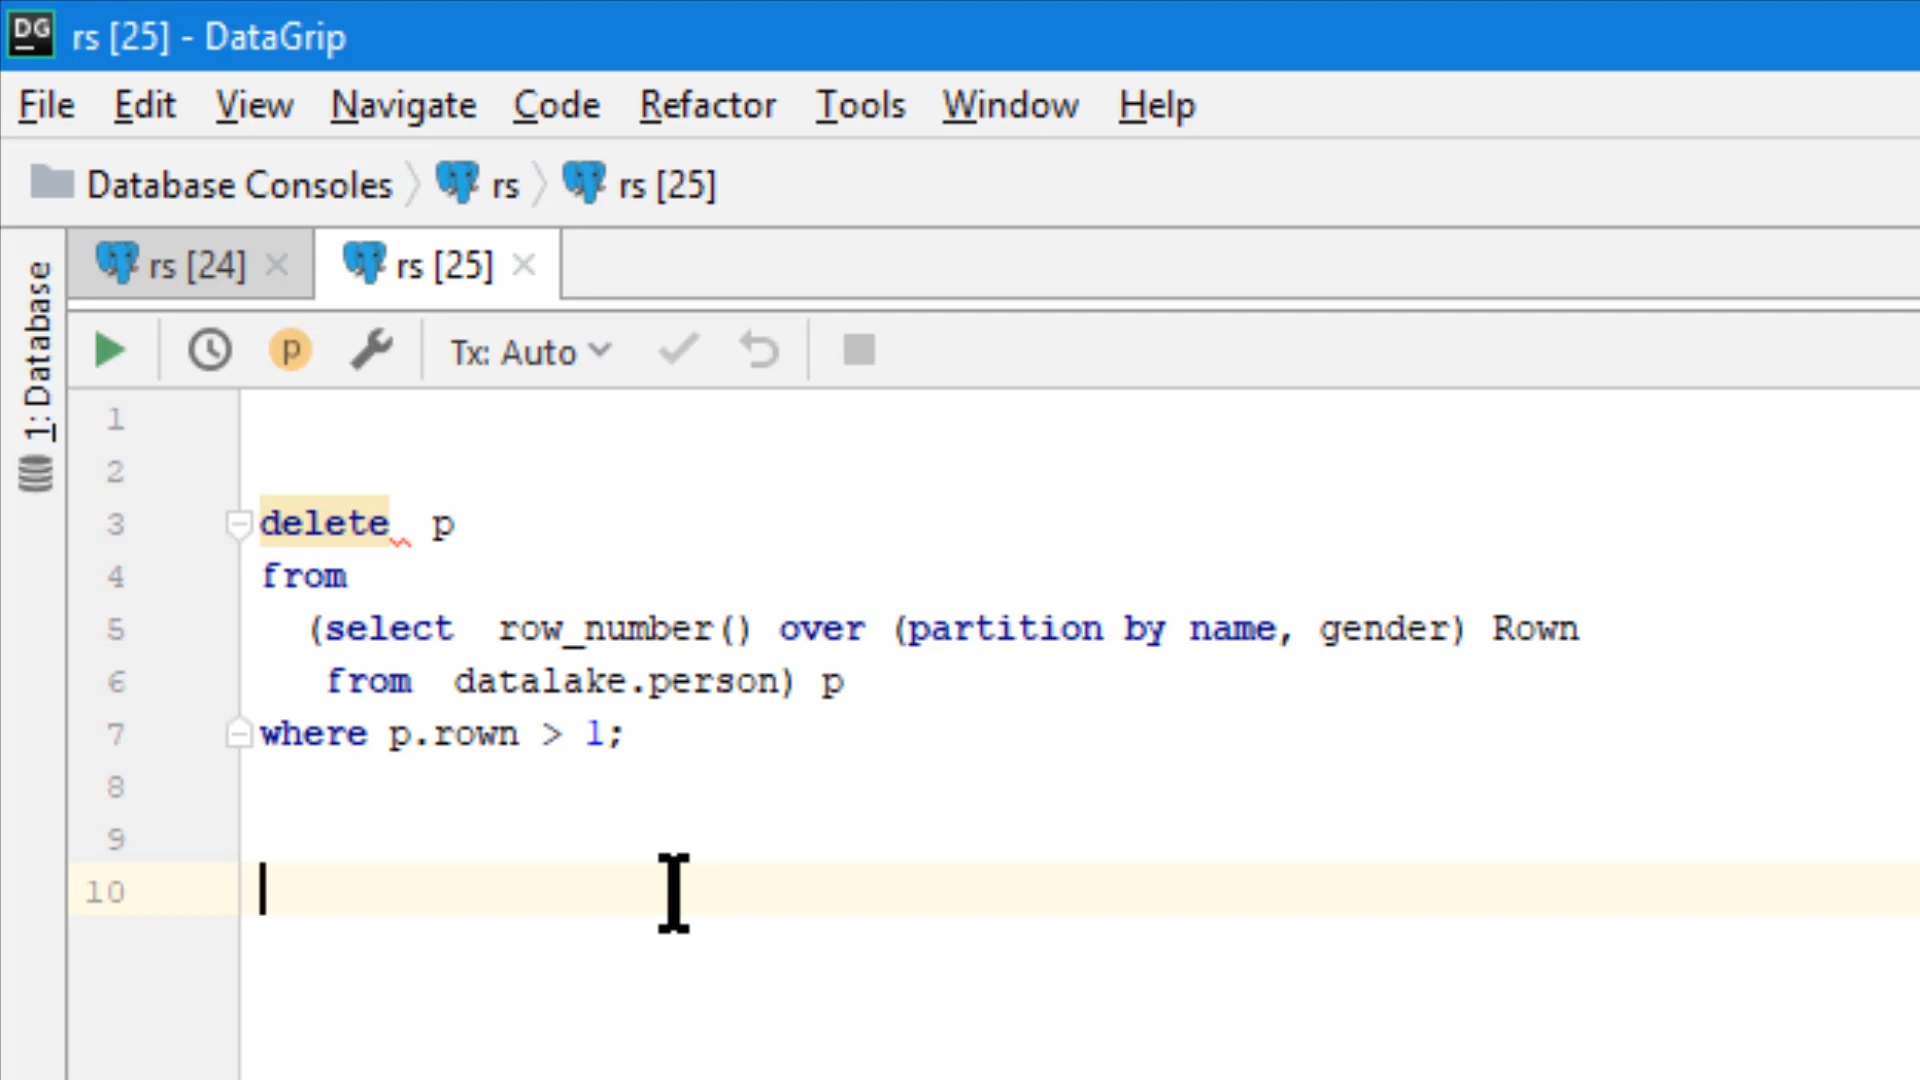 DG rs [25] - DataGrip
File Edit View Navigate Code Refactor Tools Window Help
Database Consoles rs rs [25]
rs [24] rs [25]
p Tx: Auto
1: Database
1
2
3 delete p
4 from
5 (select row_number() over (partition by name, gender) Rown
6 from datalake.person) p
7 where p.rown > 1;
8
9
10